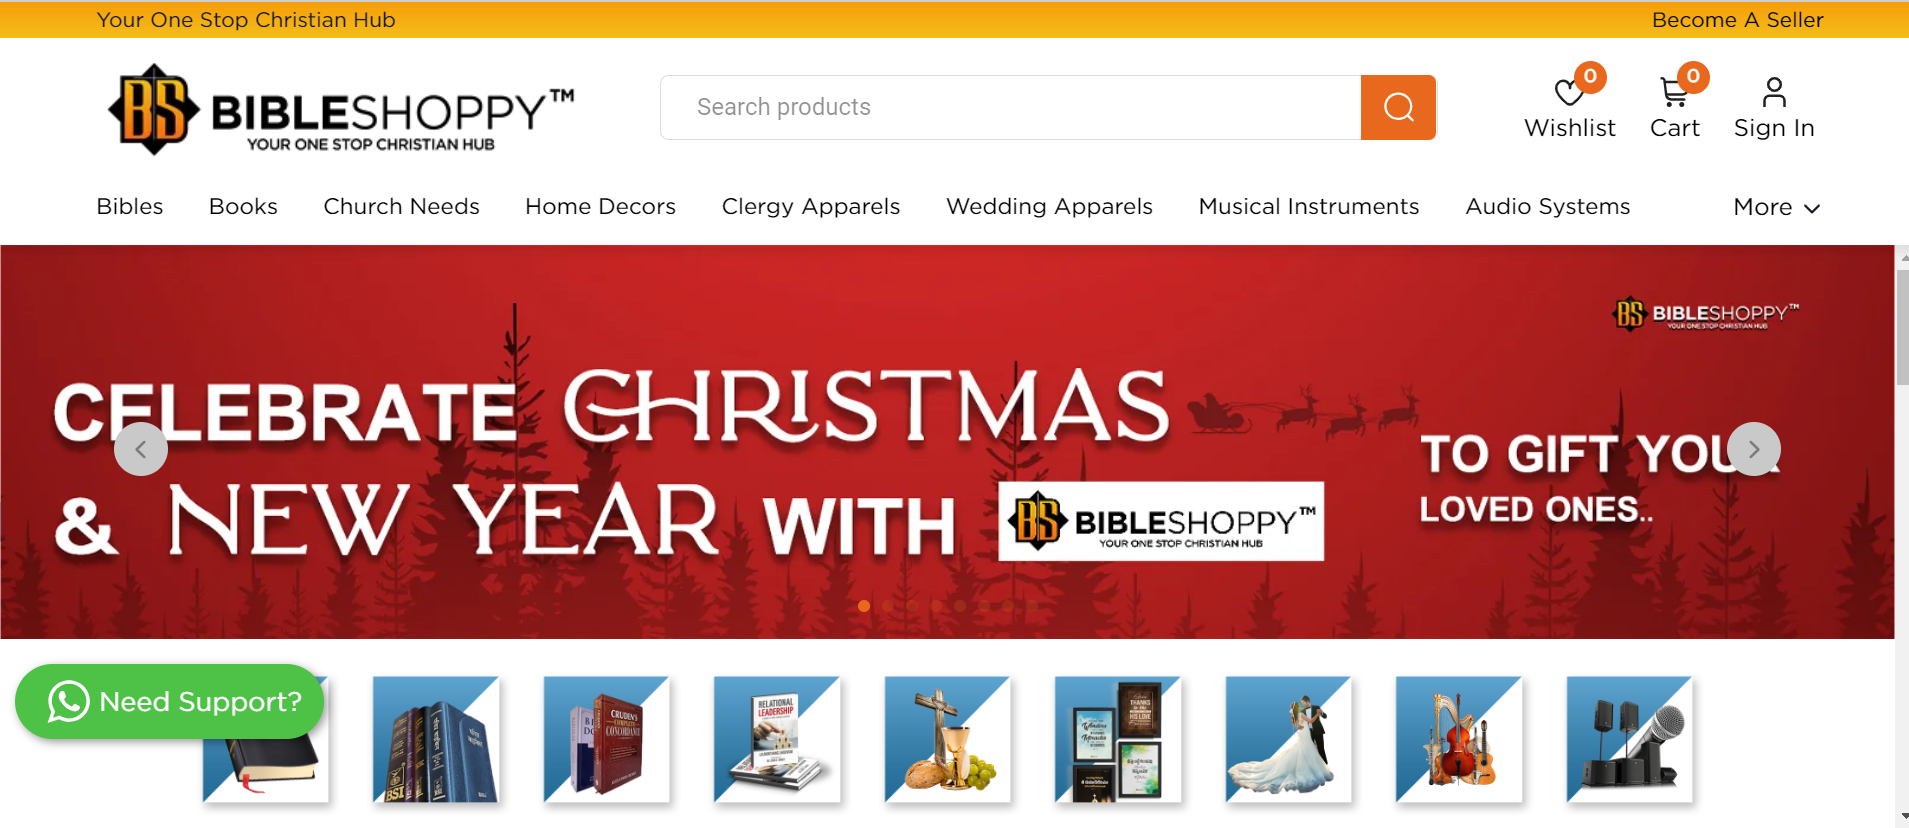 Your One Stop Christian Hub
Become A Seller
BS BIBLESHOPPY™
YOUR ONE STOP CHRISTIAN HUB
Search products
0
0
Wishlist
Cart
Sign In
Bibles
Books
Church Needs
Home Decors
Clergy Apparels
Wedding Apparels
Musical Instruments
Audio Systems
More
BS BIBLESHOPPY™
YOUR ONE STOP CHRISTIAN HUB
CELEBRATE CHRISTMAS
& NEW YEAR WITH
BS BIBLESHOPPY™
YOUR ONE STOP CHRISTIAN HUB
TO GIFT YOUR
LOVED ONES..
Need Support?
BSI
CRUDEN'S
COMPLETE
CONCORDANCE
RELATIONAL
LEADERSHIP
THANKS
HIS LOVE